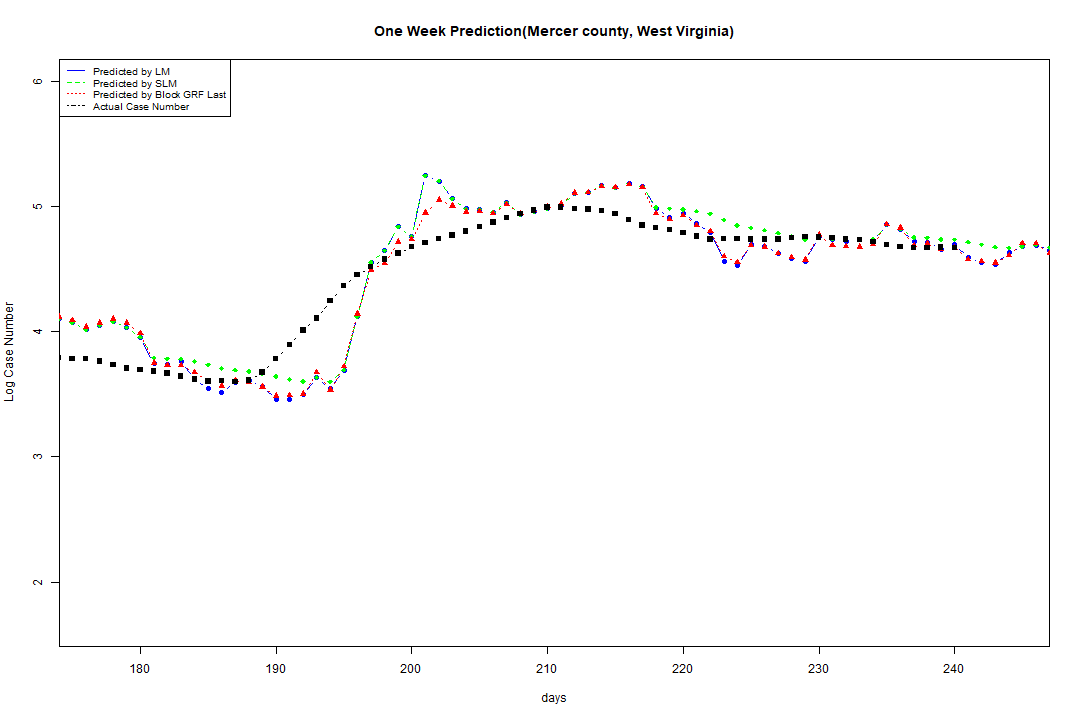 One Week Prediction(Mercer county, West Virginia)
Predicted by LM
Predicted by SLM
Predicted by Block GRF Last
Actual Case Number
6
5
4
3
2
Log Case Number
180 190 200 210 220 230 240
days